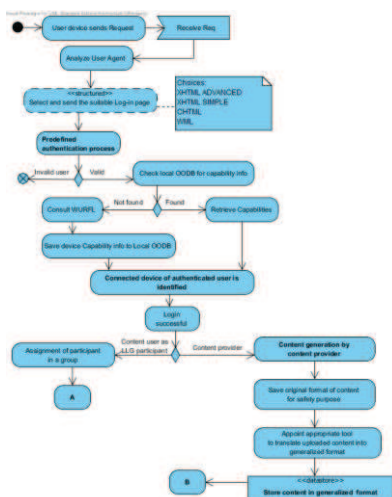 User device sends Request
Receive Req.
Analyze User Agent
<<structured>>
Select and send the suitable Log-in page
Choices:
XHTML ADVANCED
XHTML SIMPLE
CHTML
WML
Predefined
authentication process
Invalid user
Valid
Check local OODB for capability info
Not found
Found
Consult WURFL
Retrieve Capabilities
Save device Capability info to Local OODB
Connected device of authenticated user is
identified
Login
successful
Content user as
LLG participant
Content provider
Assignment of participant
in a group
Content generation by
content provider
A
Save original format of content
for safety purpose
Appoint appropriate tool
to translate uploaded content into
generalized format
B
<<datastore>>
Store content in generalized format